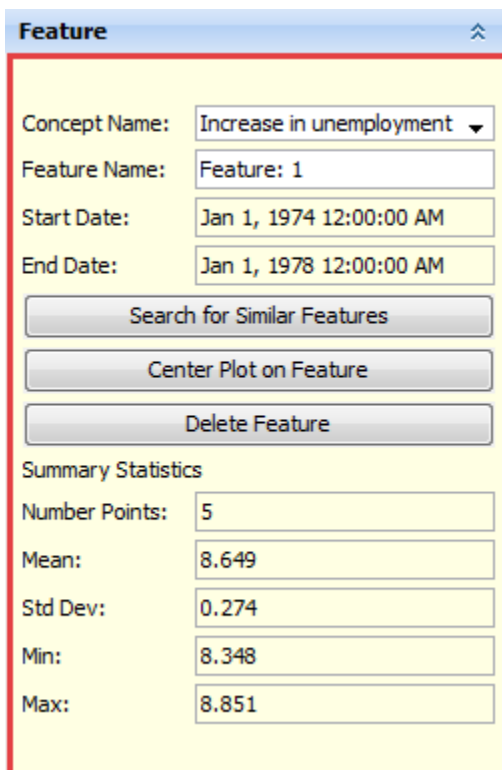 Feature
Concept Name: Increase in unemployment
Feature Name: Feature: 1
Start Date: Jan 1, 1974 12:00:00 AM
End Date: Jan 1, 1978 12:00:00 AM
Search for Similar Features
Center Plot on Feature
Delete Feature
Summary Statistics
Number Points: 5
Mean: 8.649
Std Dev: 0.274
Min: 8.348
Max: 8.851